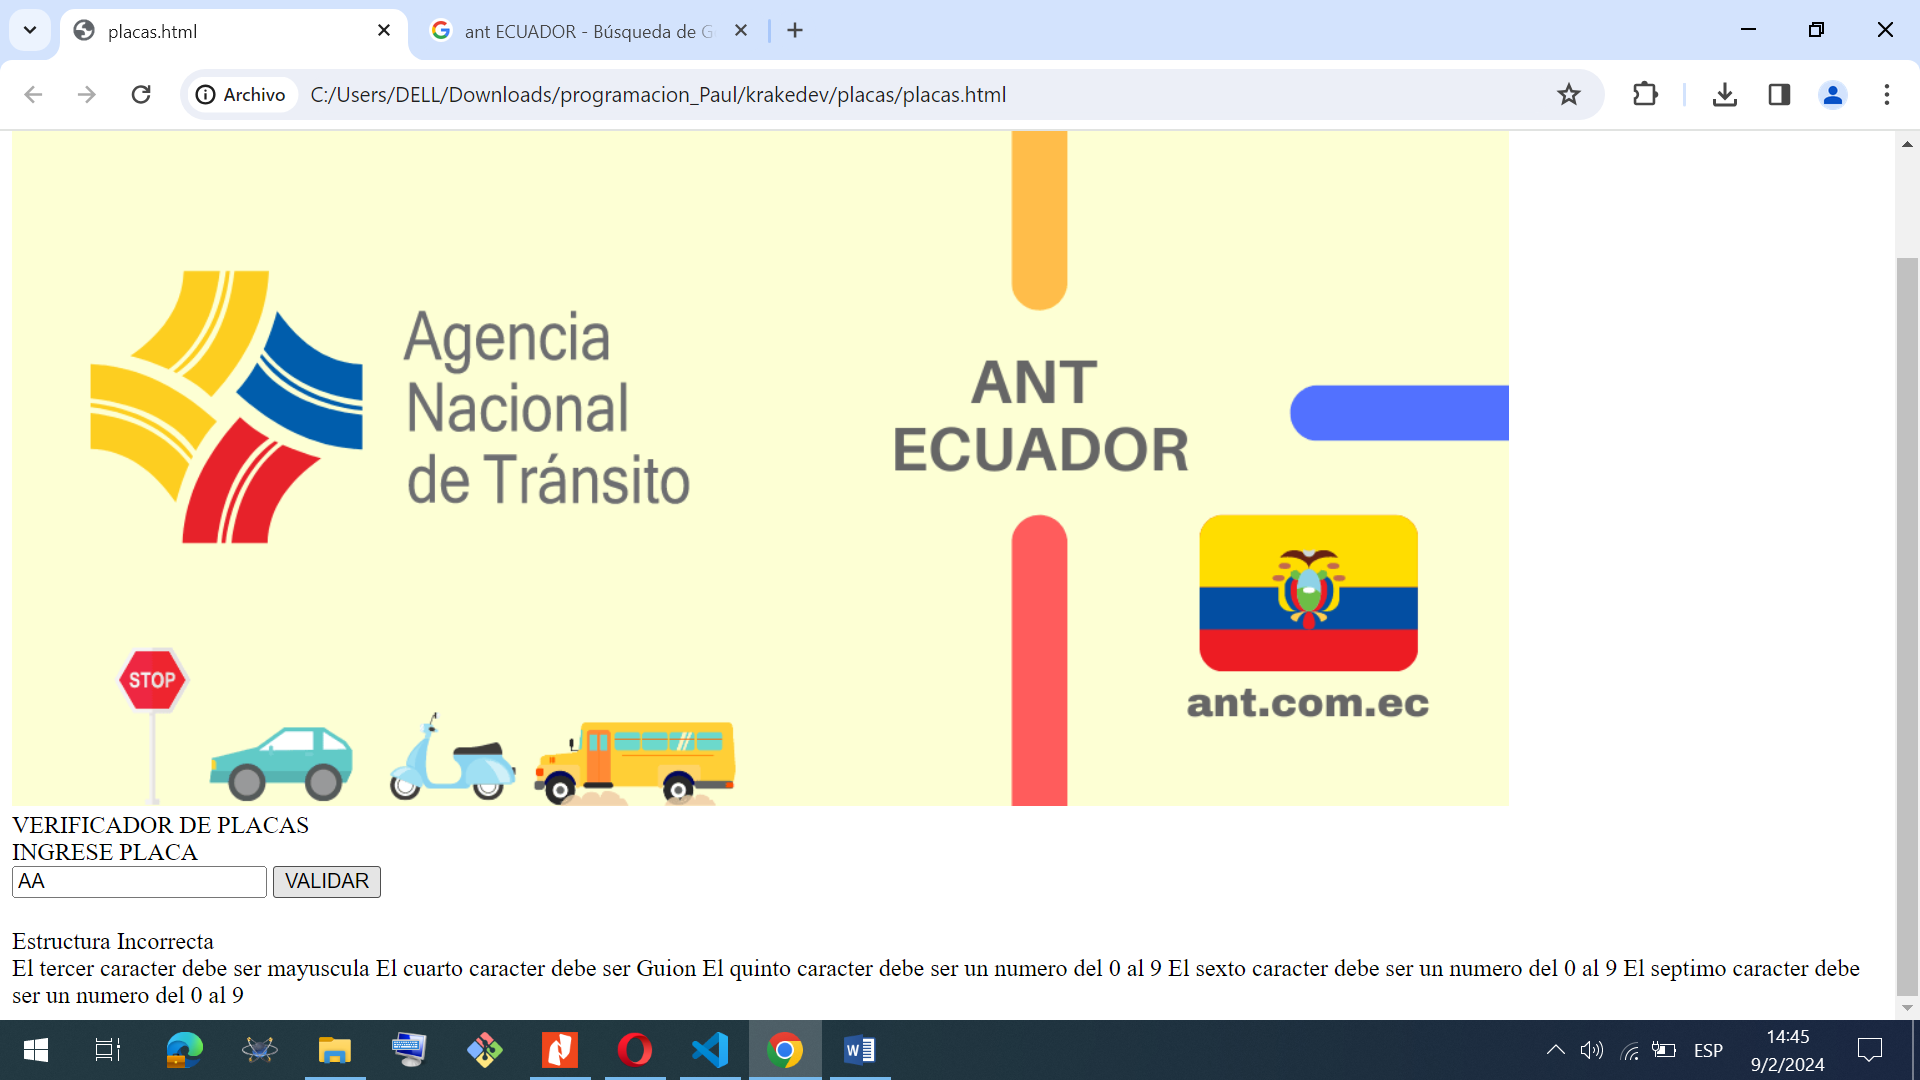 placas.html
ant ECUADOR - Búsqueda de G
Archivo
C:/Users/DELL/Downloads/programacion_Paul/krakedev/placas/placas.html
Agencia
Nacional
de Tránsito
ANT
ECUADOR
STOP
ant.com.ec
VERIFICADOR DE PLACAS
INGRESE PLACA
AA
VALIDAR
Estructura Incorrecta
El tercer caracter debe ser mayuscula El cuarto caracter debe ser Guion El quinto caracter debe ser un numero del 0 al 9 El sexto caracter debe ser un numero del 0 al 9 El septimo caracter debe
ser un numero del 0 al 9
ESP
14:45
9/2/2024